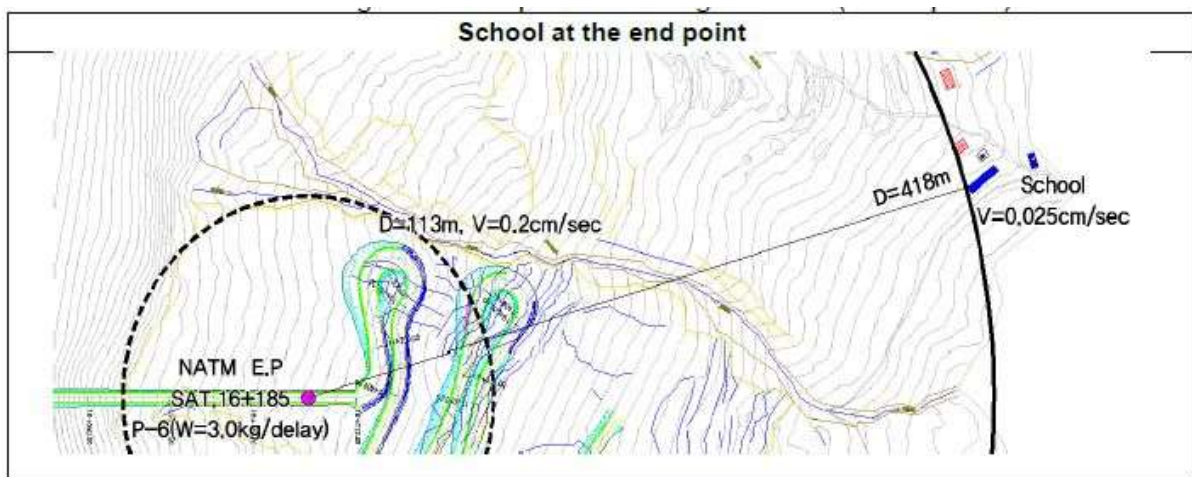 School at the end point
D=418m
School
V=0.025cm/sec
D=113m, V=0.2cm/sec
NATM E.P
SAT.16+185
P-6(W=3.0kg/delay)